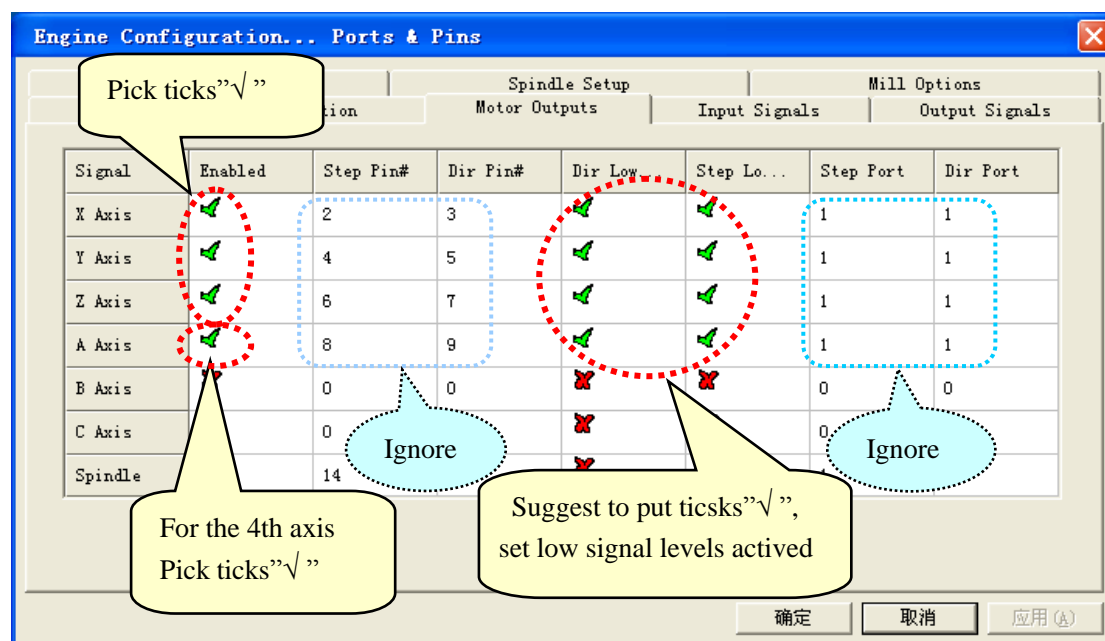 Engine Configuration... Ports & Pins
Pick ticks”√ ”
Spindle Setup Mill Options
tion Motor Outputs Input Signals Output Signals
Signal Enabled Step Pin# Dir Pin# Dir Low... Step Lo... Step Port Dir Port
X Axis 2 3 1 1
Y Axis 4 5 1 1
Z Axis 6 7 1 1
A Axis 8 9 1 1
B Axis 0 0 0 0
C Axis 0 0
Ignore
Ignore
Spindle 14
Suggest to put ticsks”√ ”,
set low signal levels actived
For the 4th axis
Pick ticks”√ ”
确定 取消 应用(A)